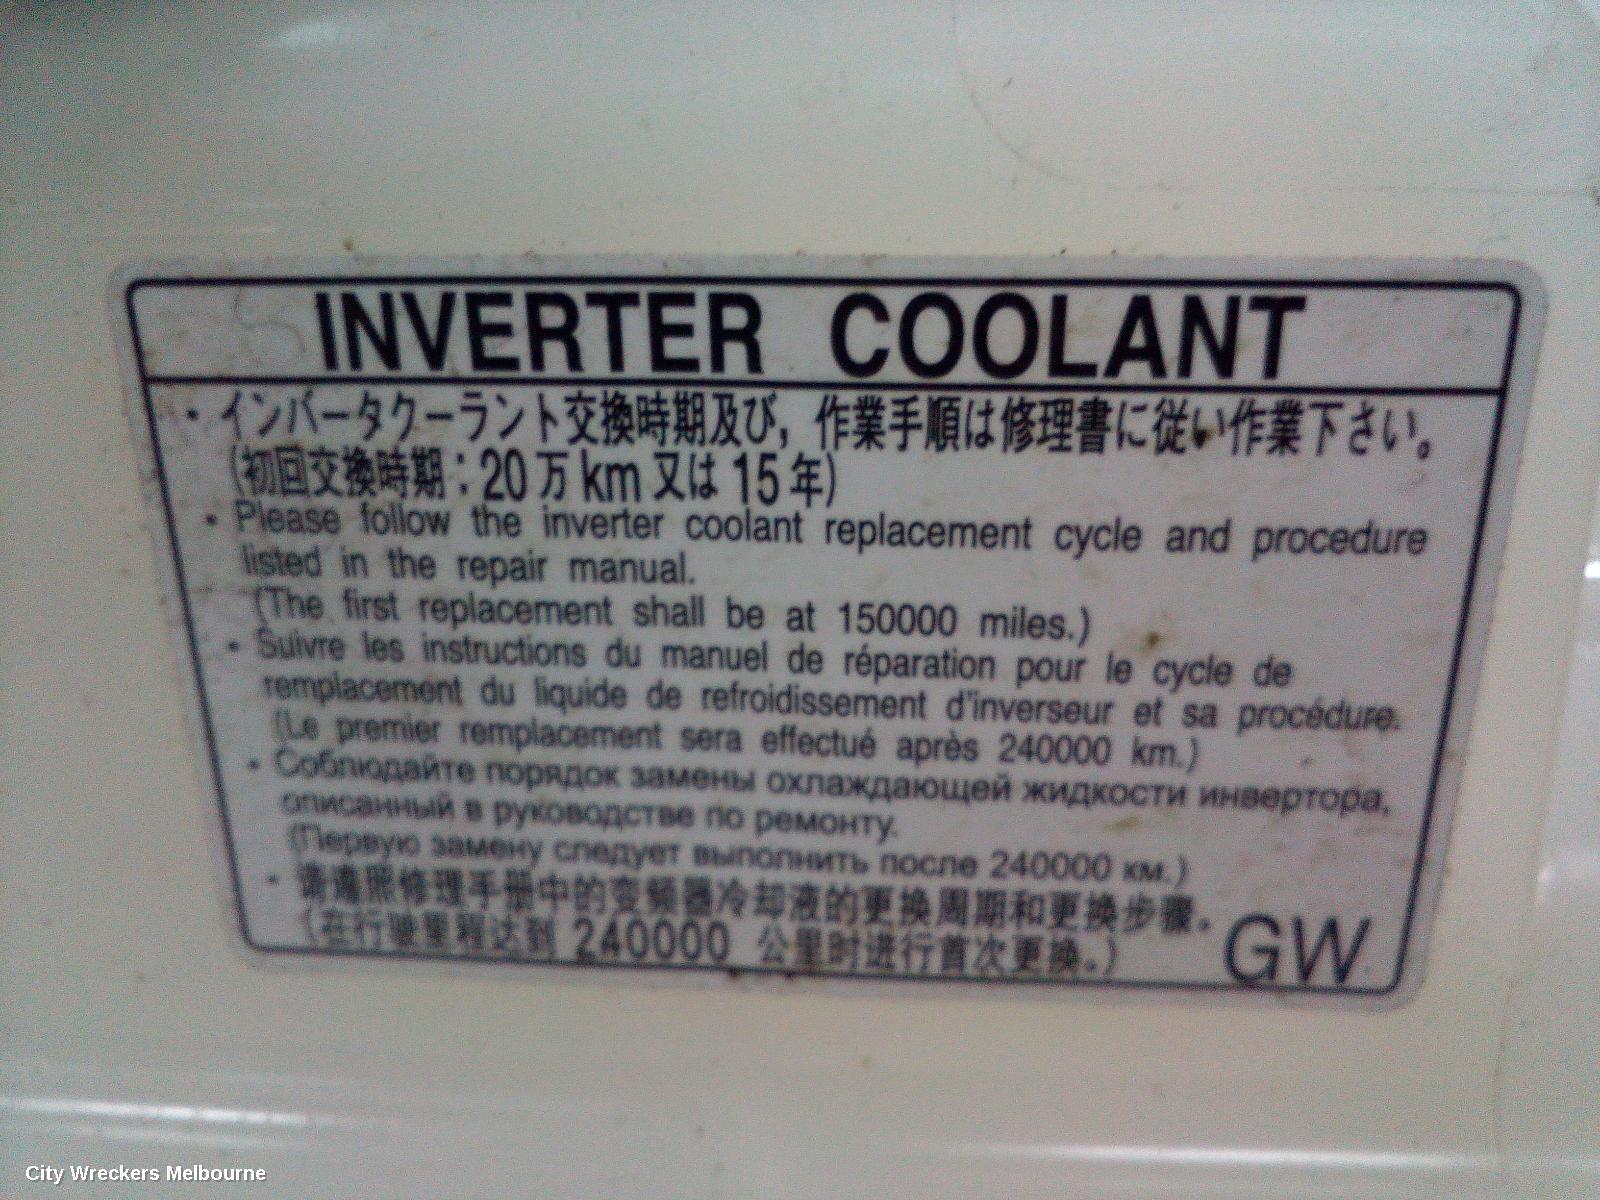 INVERTER COOLANT
・インバータクーラント交換時期及び，作業手順は修理書に従い作業下さい。
(初回交換時期：20万km又は15年)
・Please follow the inverter coolant replacement cycle and procedure
listed in the repair manual.
(The first replacement shall be at 150000 miles.)
・Suivre les instructions du manuel de réparation pour le cycle de
remplacement du liquide de refroidissement d'inverseur et sa procédure.
(Le premier remplacement sera effectué après 240000 km.)
・Соблюдайте порядок замены охлаждающей жидкости инвертора,
описанный в руководстве по ремонту.
(Первую замену следует выполнить после 240000 км.)
・请遵照修理手册中的变频器冷却液的更换周期和更换步骤。
(在行驶里程达到 240000 公里时进行首次更换。)
GW
City Wreckers Melbourne